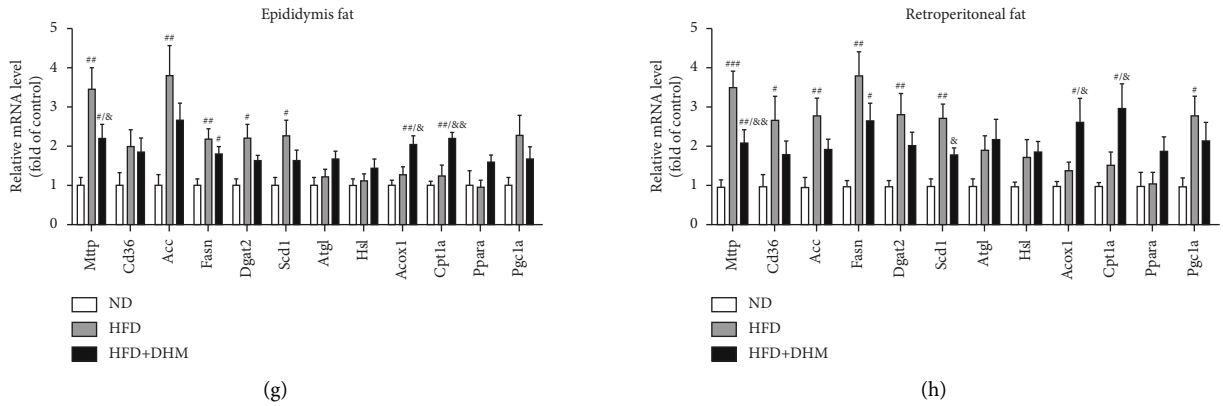 Epididymis fat
Relative mRNA level
(fold of control)
5
4
3
2
1
0
##
#/&
##
##
#
#
#
##/&
##/&&
Mttp
Cd36
Acc
Fasn
Dgat2
Scd1
Atgl
Hsl
Acox1
Cpt1a
Ppara
Pgc1a
ND
HFD
HFD+DHM
(g)
Retroperitoneal fat
Relative mRNA level
(fold of control)
5
4
3
2
1
0
###
##/&&
#
##
##
#
##
##
&
#/&
#/&
#
Mttp
Cd36
Acc
Fasn
Dgat2
Scd1
Atgl
Hsl
Acox1
Cpt1a
Ppara
Pgc1a
ND
HFD
HFD+DHM
(h)